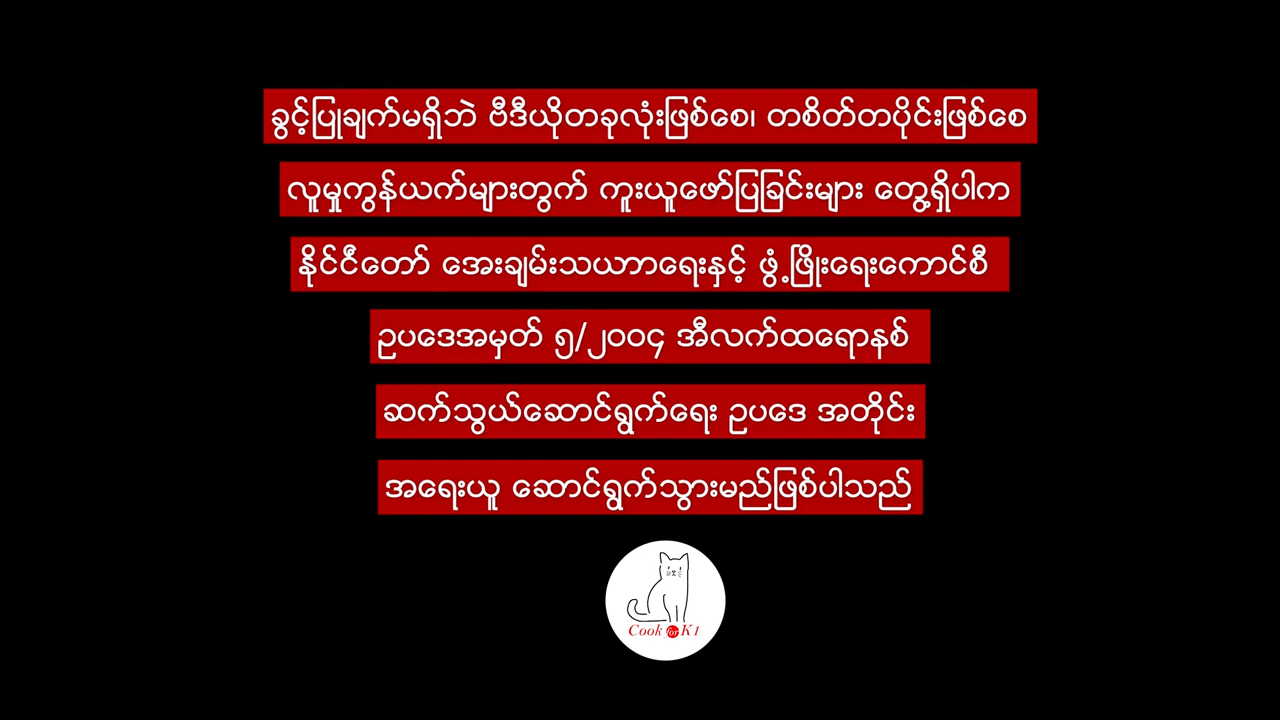 ခွင့်ပြုချက်မရှိဘဲ ဗီဒီယိုတခုလုံးဖြစ်စေ၊ တစိတ်တပိုင်းဖြစ်စေ
လူမှုကွန်ယက်များတွက် ကူးယူဖော်ပြခြင်းများ တွေ့ရှိပါက
နိုင်ငံတော် အေးချမ်းသယာာရေးနှင့် ဖွံ့ဖြိုးရေးကောင်စီ
ဥပဒေအမှတ် ၅/၂၀၀၄ အီလက်ထရောနစ်
ဆက်သွယ်ဆောင်ရွက်ရေး ဥပဒေ အတိုင်း
အရေးယူ ဆောင်ရွက်သွားမည်ဖြစ်ပါသည်
Cook for K1